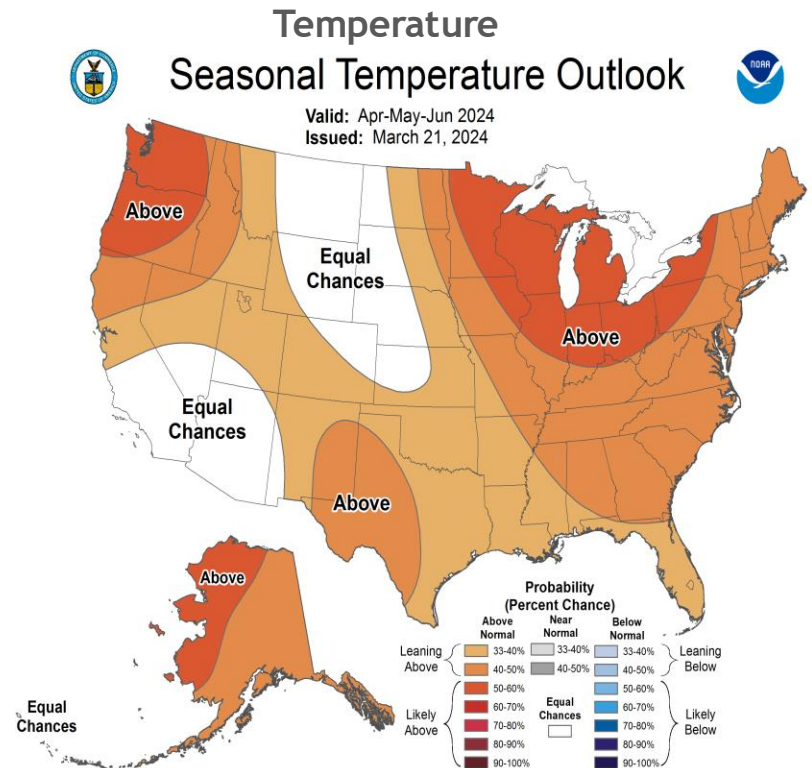 Temperature
Seasonal Temperature Outlook
NOAA
Valid: Apr-May-Jun 2024
Issued: March 21, 2024
Above
Equal
Chances
Above
Equal
Chances
Above
Above
Equal
Chances
Probability
(Percent Chance)
Above
Normal
Near
Normal
Below
Normal
Leaning
Above
33-40%
33-40%
33-40%
Leaning
Below
40-50%
40-50%
40-50%
Likely
Above
50-60%
50-60%
Likely
Below
60-70%
60-70%
Equal
Chances
70-80%
70-80%
80-90%
80-90%
90-100%
90-100%